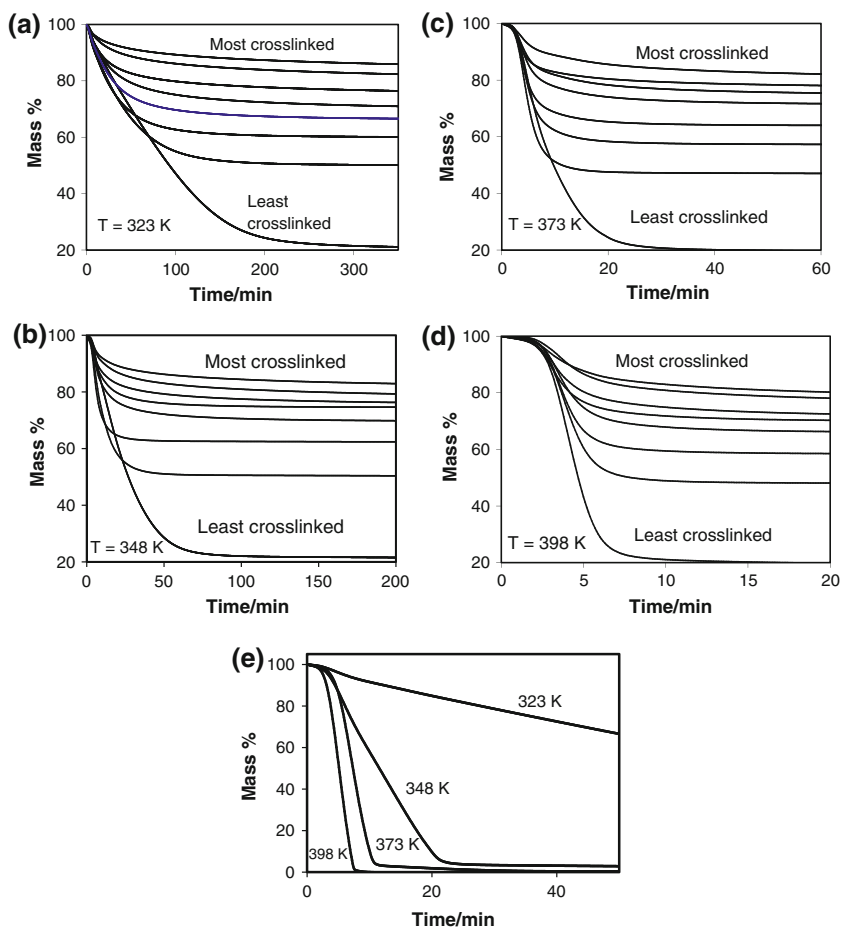 (a)
100
80
60
40
20
Mass %
Most crosslinked
Least
crosslinked
T = 323 K
0 100 200 300
Time/min
(c)
100
80
60
40
20
Mass %
Most crosslinked
Least crosslinked
T = 373 K
0 20 40 60
Time/min
(b)
100
80
60
40
20
Mass %
Most crosslinked
Least crosslinked
T = 348 K
0 50 100 150 200
Time/min
(d)
100
80
60
40
20
Mass %
Most crosslinked
Least crosslinked
T = 398 K
0 5 10 15 20
Time/min
(e)
100
80
60
40
20
0
Mass %
323 K
348 K
373 K
398 K
0 20 40
Time/min